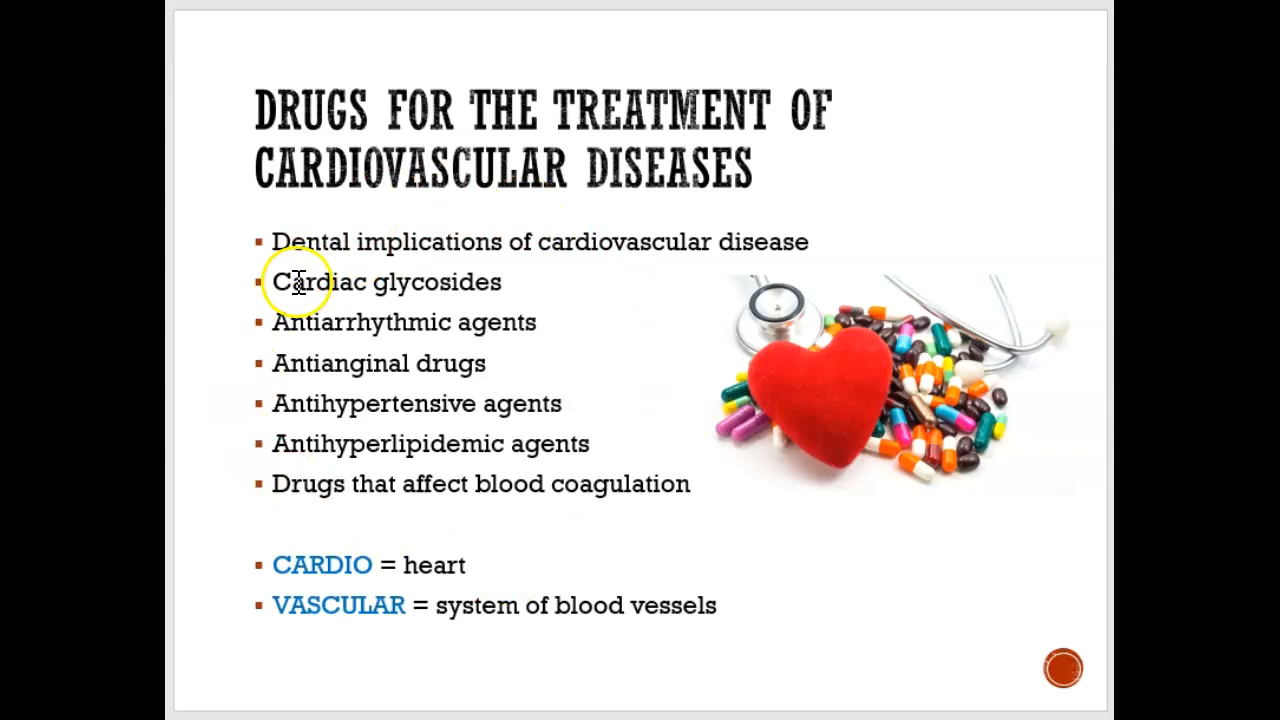 DRUGS FOR THE TREATMENT OF
CARDIOVASCULAR DISEASES
Dental implications of cardiovascular disease
Cardiac glycosides
Antiarrhythmic agents
Antianginal drugs
Antihypertensive agents
Antihyperlipidemic agents
Drugs that affect blood coagulation
CARDIO = heart
VASCULAR = system of blood vessels